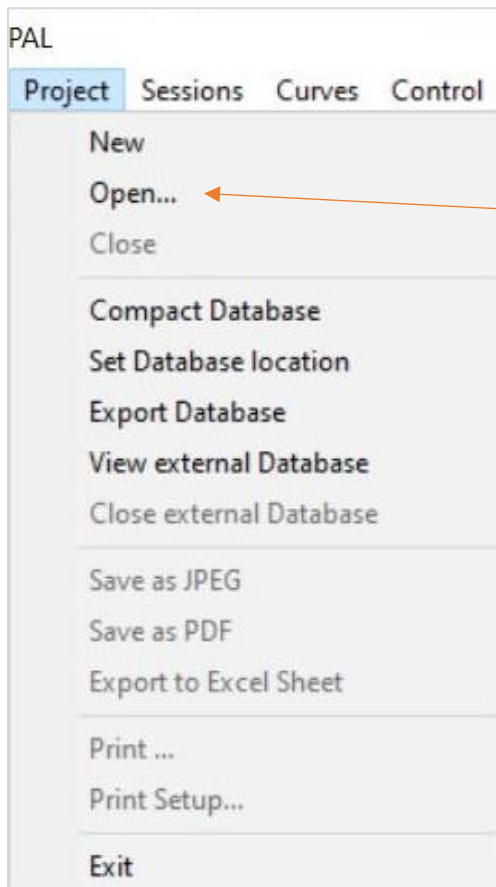 PAL
Project Sessions Curves Control
New
Open...
Close
Compact Database
Set Database location
Export Database
View external Database
Close external Database
Save as JPEG
Save as PDF
Export to Excel Sheet
Print ...
Print Setup...
Exit